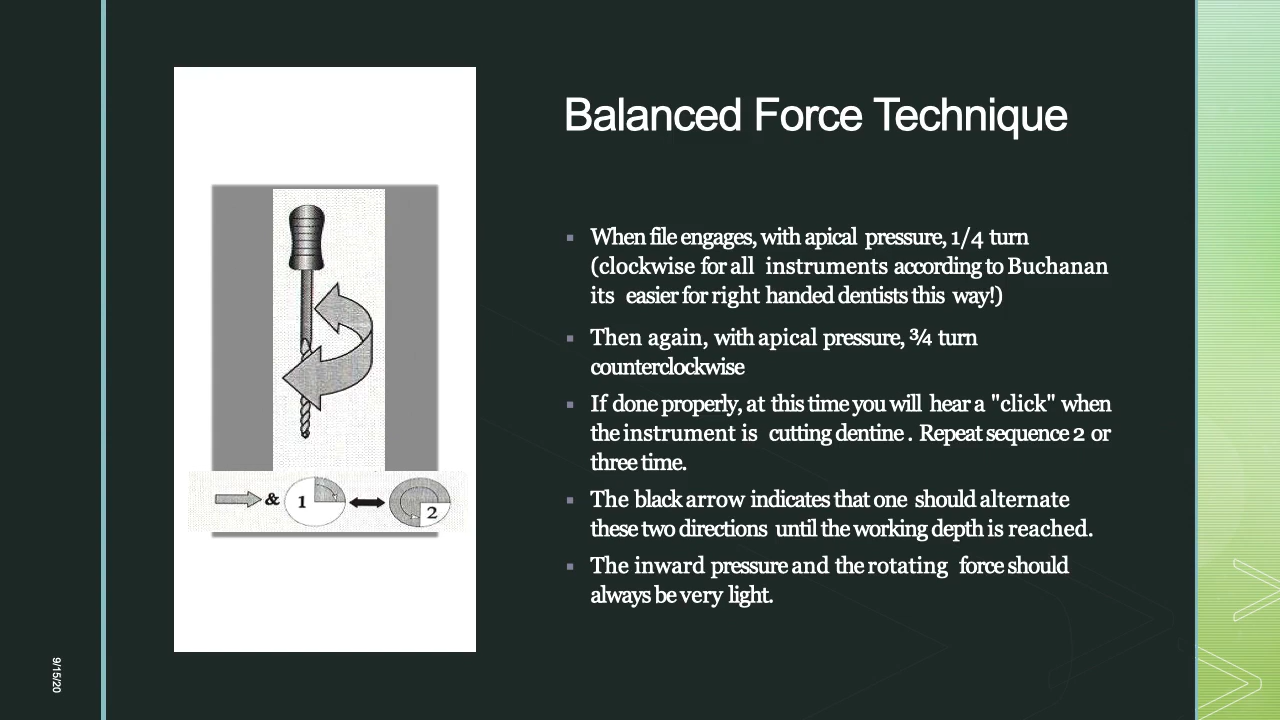 Balanced Force Technique
▪ When file engages, with apical pressure, 1/4 turn
(clockwise for all instruments according to Buchanan
its easier for right handed dentists this way!)
▪ Then again, with apical pressure, ¾ turn
counterclockwise
▪ If done properly, at this time you will hear a "click" when
the instrument is cutting dentine . Repeat sequence 2 or
three time.
▪ The black arrow indicates that one should alternate
these two directions until the working depth is reached.
▪ The inward pressure and the rotating force should
always be very light.
& 1 2
9/15/20